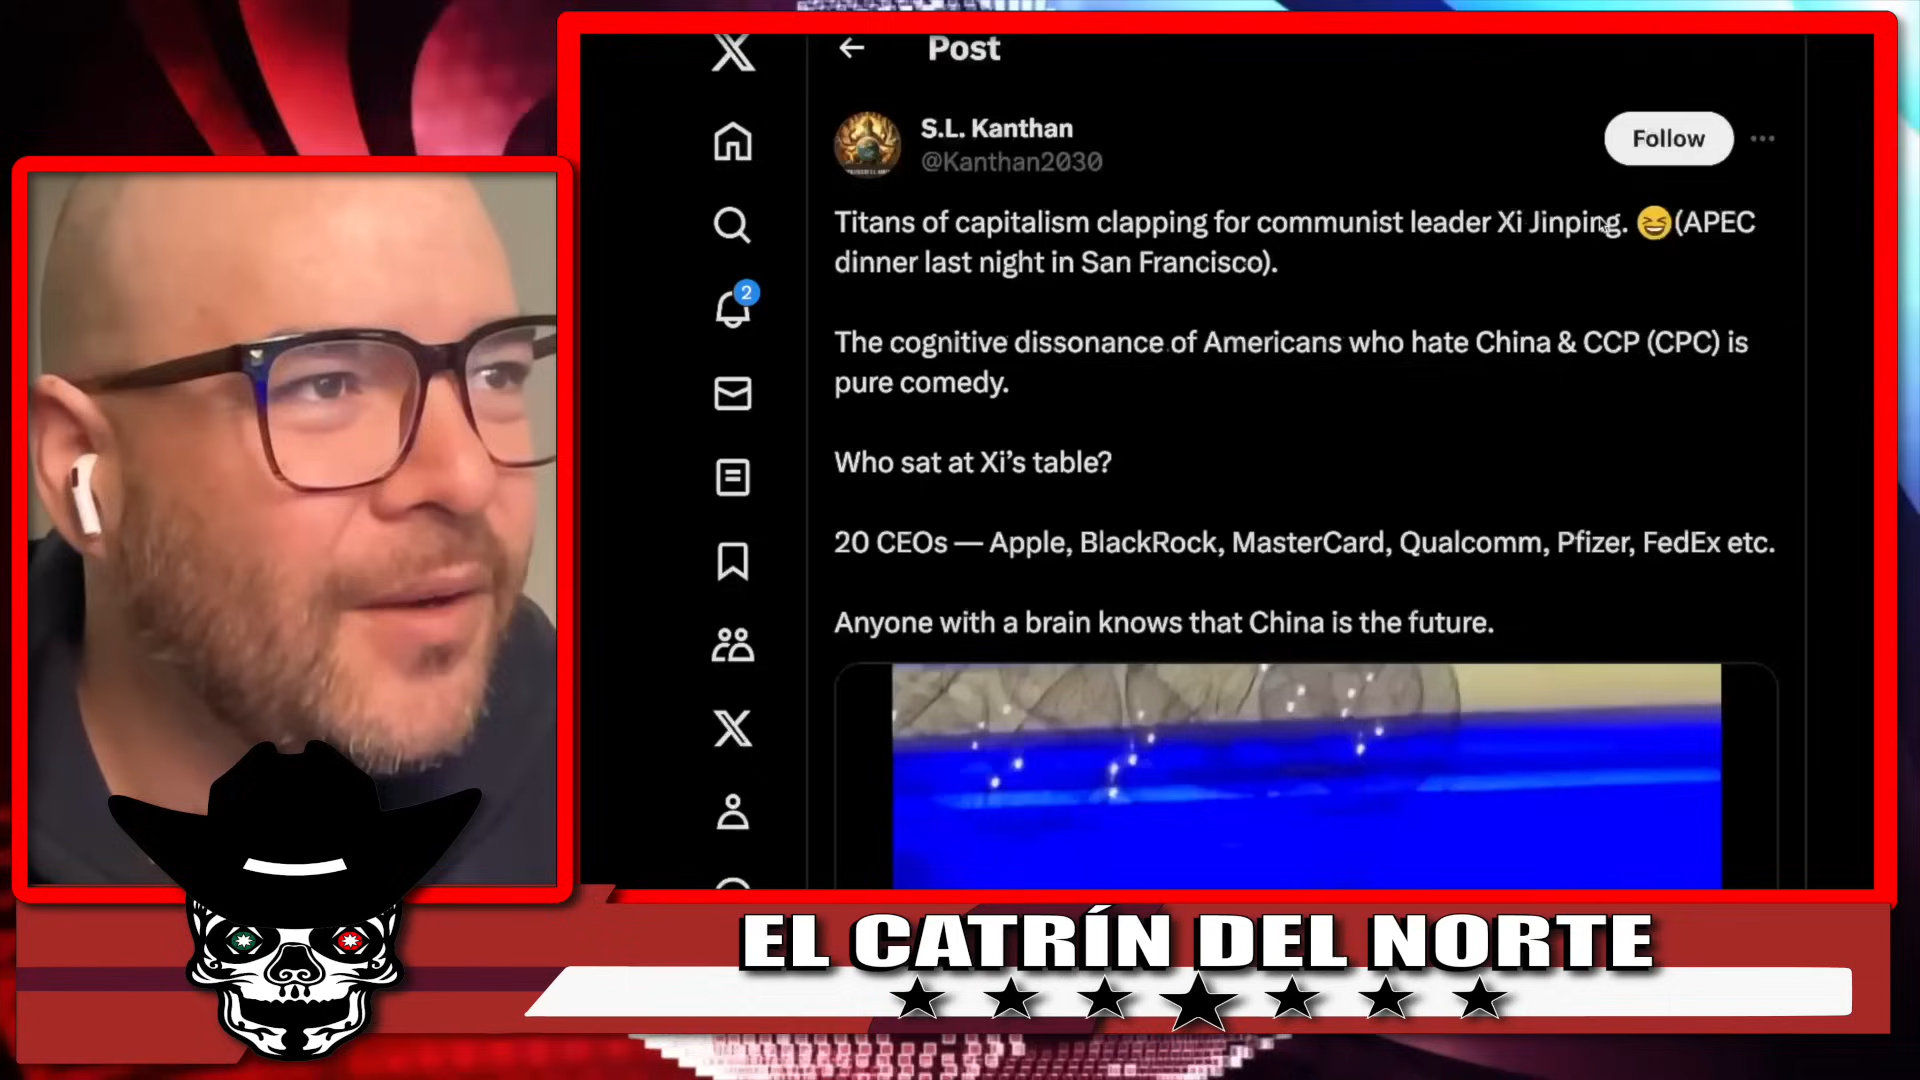 Post
S.L. Kanthan
@Kanthan2030
Follow
Titans of capitalism clapping for communist leader Xi Jinping. 😆(APEC
dinner last night in San Francisco).
The cognitive dissonance of Americans who hate China & CCP (CPC) is
pure comedy.
Who sat at Xi’s table?
20 CEOs — Apple, BlackRock, MasterCard, Qualcomm, Pfizer, FedEx etc.
Anyone with a brain knows that China is the future.
2
EL CATRÍN DEL NORTE